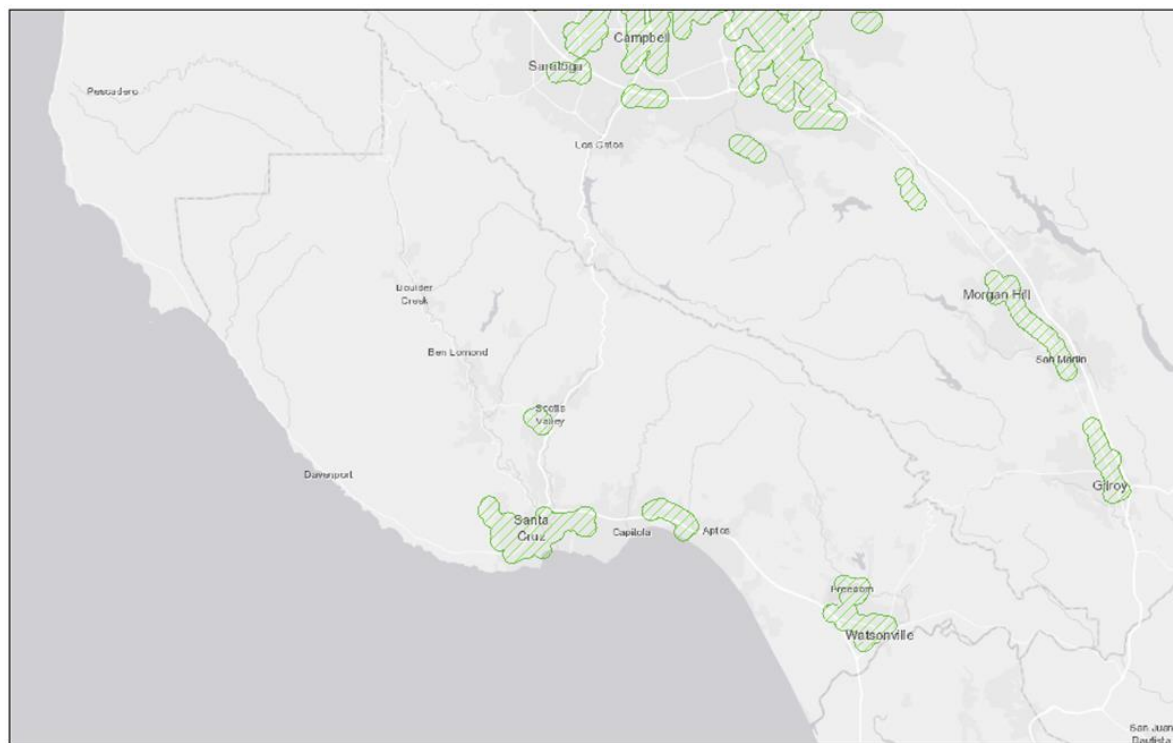 Campbell
Saratoga
Pescadero
Los Gatos
Boulder
Creek
Morgan Hill
Ben Lomond
San Martin
Scotts
Valley
Davenport
Gilroy
Santa
Cruz
Capitola
Aptos
Freedom
Watsonville
San Juan
Bautista